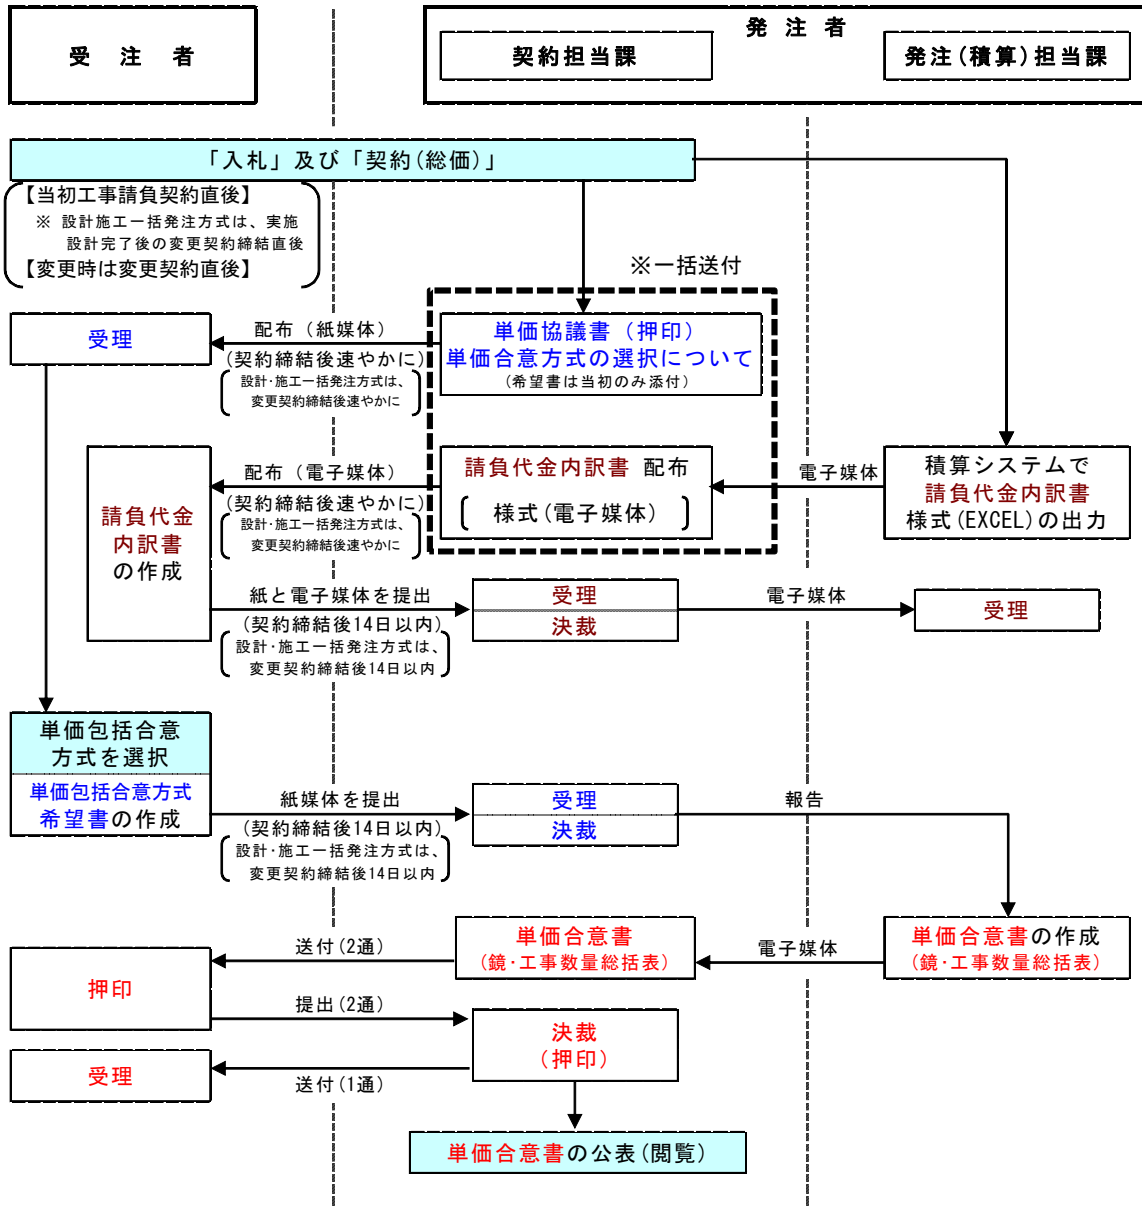 発 注 者
受 注 者
契約担当課
発注(積算)担当課
「入札」及び「契約(総価)」
【当初工事請負契約直後】
※ 設計施工一括発注方式は、実施
設計完了後の変更契約締結直後
【変更時は変更契約直後】
※一括送付
受理
配布（紙媒体）
(契約締結後速やかに)
設計・施工一括発注方式は、
変更契約締結後速やかに
単価協議書（押印）
単価合意方式の選択について
(希望書は当初のみ添付)
請負代金
内訳書
の作成
配布（電子媒体）
(契約締結後速やかに)
設計・施工一括発注方式は、
変更契約締結後速やかに
請負代金内訳書 配布
様式(電子媒体)
電子媒体
積算システムで
請負代金内訳書
様式(EXCEL)の出力
紙と電子媒体を提出
(契約締結後14日以内)
設計・施工一括発注方式は、
変更契約締結後14日以内
受理
決裁
電子媒体
受理
単価包括合意
方式を選択
単価包括合意方式
希望書の作成
紙媒体を提出
(契約締結後14日以内)
設計・施工一括発注方式は、
変更契約締結後14日以内
受理
決裁
報告
単価合意書の作成
(鏡・工事数量総括表)
電子媒体
単価合意書
(鏡・工事数量総括表)
送付(2通)
押印
提出(2通)
決裁
(押印)
受理
送付(1通)
単価合意書の公表(閲覧)